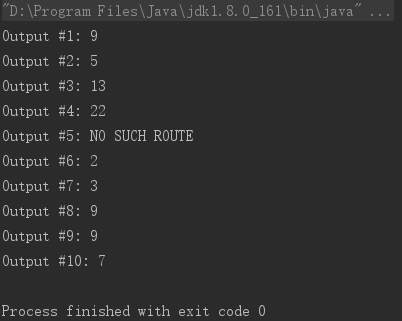 "D:\Program Files\Java\jdk1.8.0_161\bin\java" ...
Output #1: 9
Output #2: 5
Output #3: 13
Output #4: 22
Output #5: NO SUCH ROUTE
Output #6: 2
Output #7: 3
Output #8: 9
Output #9: 9
Output #10: 7
Process finished with exit code 0